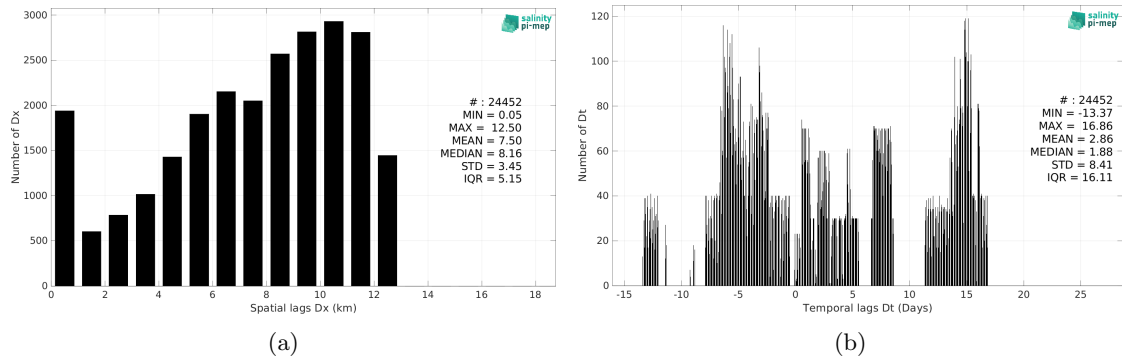 3000
2500
2000
1500
1000
500
0
Number of Dx
0 2 4 6 8 10 12 14 16 18
Spatial lags Dx (km)
salinity
pi-mep
# : 24452
MIN = 0.05
MAX = 12.50
MEAN = 7.50
MEDIAN = 8.16
STD = 3.45
IQR = 5.15
(a)
120
100
80
60
40
20
0
Number of Dt
-15 -10 -5 0 5 10 15 20 25
Temporal lags Dt (Days)
salinity
pi-mep
# : 24452
MIN = -13.37
MAX = 16.86
MEAN = 2.86
MEDIAN = 1.88
STD = 8.41
IQR = 16.11
(b)